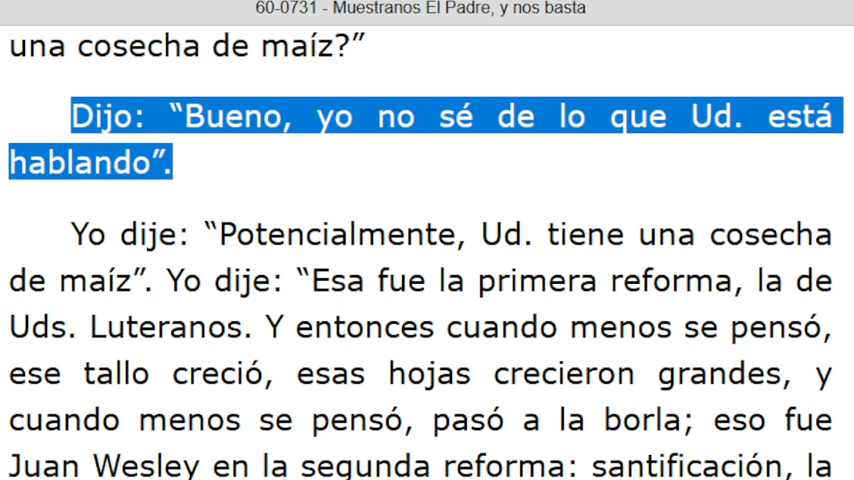 60-0731 - Muestranos El Padre, y nos basta
una cosecha de maíz?”
Dijo: “Bueno, yo no sé de lo que Ud. está
hablando”.
Yo dije: “Potencialmente, Ud. tiene una cosecha
de maíz”. Yo dije: “Esa fue la primera reforma, la de
Uds. Luteranos. Y entonces cuando menos se pensó,
ese tallo creció, esas hojas crecieron grandes, y
cuando menos se pensó, pasó a la borla; eso fue
Juan Wesley en la segunda reforma: santificación, la